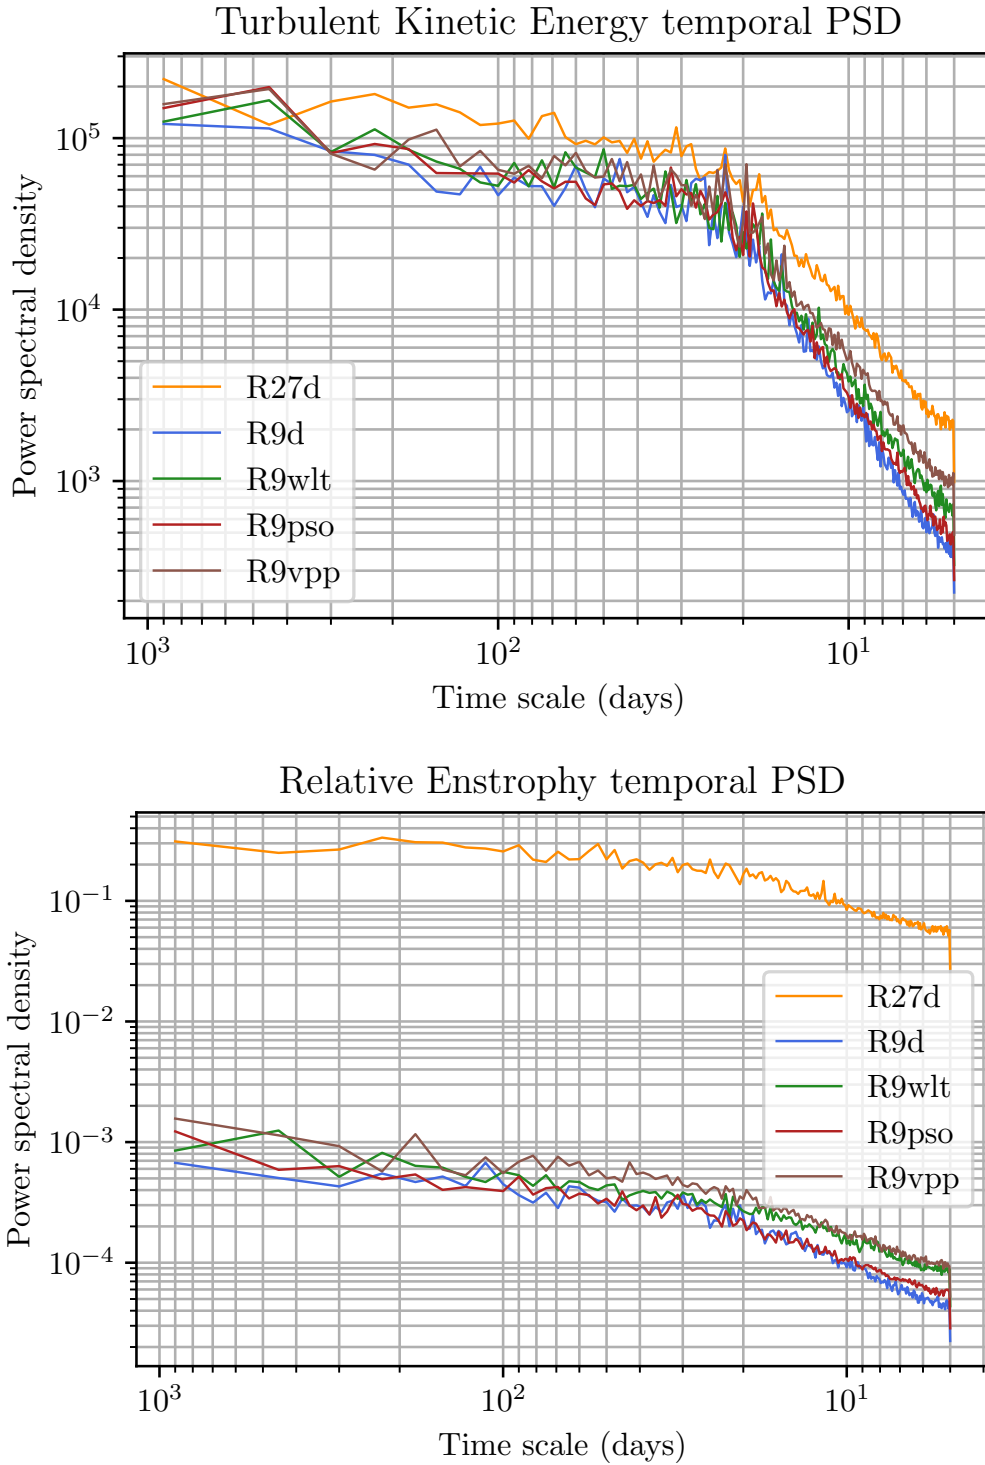 Turbulent Kinetic Energy temporal PSD
Power spectral density
10^5
10^4
10^3
R27d
R9d
R9wlt
R9pso
R9vpp
10^3
10^2
10^1
Time scale (days)
Relative Enstrophy temporal PSD
Power spectral density
10^−1
10^−2
10^−3
10^−4
R27d
R9d
R9wlt
R9pso
R9vpp
10^3
10^2
10^1
Time scale (days)